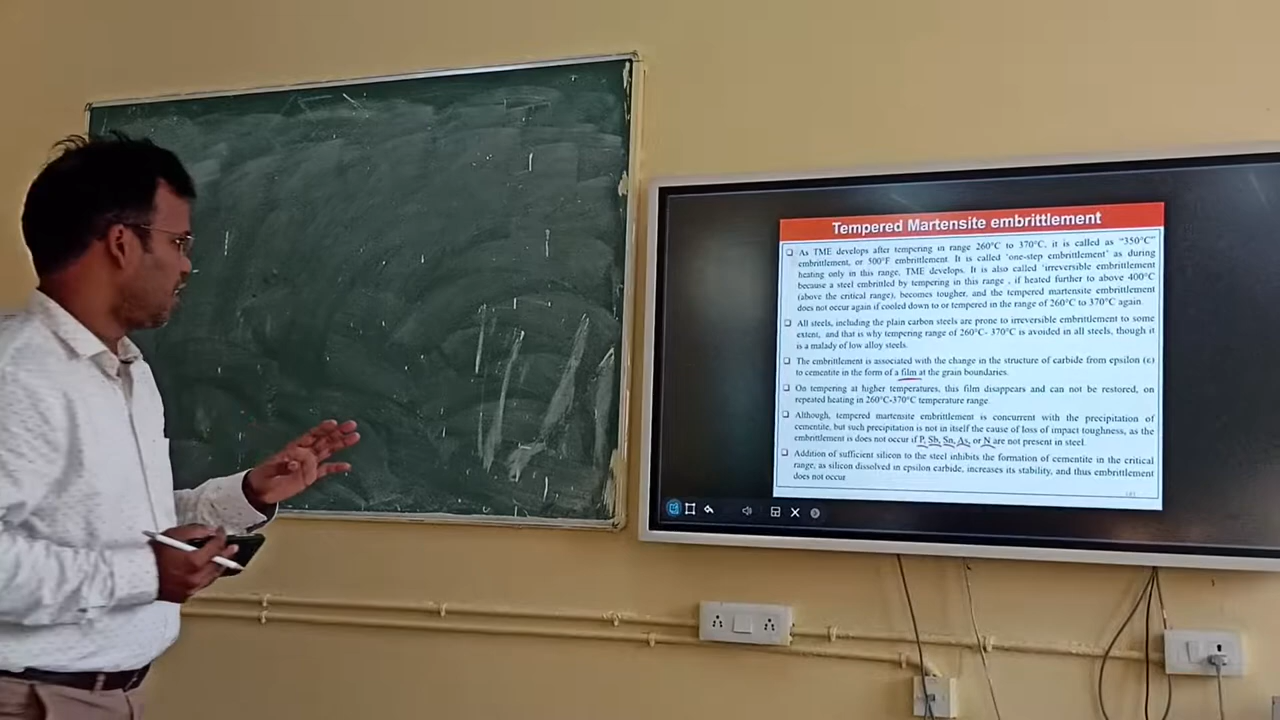 Tempered Martensite embrittlement
As TME develops after tempering in range 260°C to 370°C, it is called as "350°C"
embrittlement, or 500°F embrittlement. It is called 'one-step embrittlement' as during
heating only in this range, TME develops. It is also called 'irreversible embrittlement
because a steel embrittled by tempering in this range , if heated further to above 400°C
(above the critical range), becomes tougher, and the tempered martensite embrittlement
does not occur again if cooled down to or tempered in the range of 260°C to 370°C again.
All steels, including the plain carbon steels are prone to irreversible embrittlement to some
extent, and that is why tempering range of 260°C- 370°C is avoided in all steels, though it
is a malady of low alloy steels.
The embrittlement is associated with the change in the structure of carbide from epsilon (ε)
to cementite in the form of a film at the grain boundaries.
On tempering at higher temperatures, this film disappears and can not be restored, on
repeated heating in 260°C-370°C temperature range.
Although, tempered martensite embrittlement is concurrent with the precipitation of
cementite, but such precipitation is not in itself the cause of loss of impact toughness, as the
embrittlement is does not occur if P, Sb, Sn, As, or N are not present in steel.
Addition of sufficient silicon to the steel inhibits the formation of cementite in the critical
range, as silicon dissolved in epsilon carbide, increases its stability, and thus embrittlement
does not occur